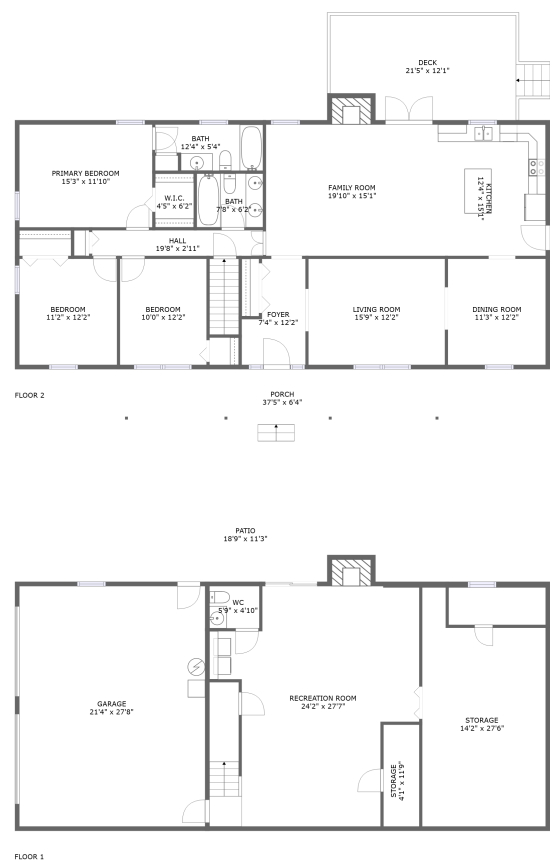 DECK
21'5" x 12'1"
BATH
12'4" x 5'4"
PRIMARY BEDROOM
15'3" x 11'10"
FAMILY ROOM
19'10" x 15'1"
KITCHEN
12'4" x 15'1"
W.I.C.
4'5" x 6'2"
BATH
7'8" x 6'2"
HALL
19'8" x 2'11"
BEDROOM
11'2" x 12'2"
BEDROOM
10'0" x 12'2"
FOYER
7'4" x 12'2"
LIVING ROOM
15'9" x 12'2"
DINING ROOM
11'3" x 12'2"
FLOOR 2
PORCH
37'5" x 6'4"
PATIO
18'9" x 11'3"
WC
5'9" x 4'10"
GARAGE
21'4" x 27'8"
RECREATION ROOM
24'2" x 27'7"
STORAGE
14'2" x 27'6"
STORAGE
4'1" x 11'9"
FLOOR 1